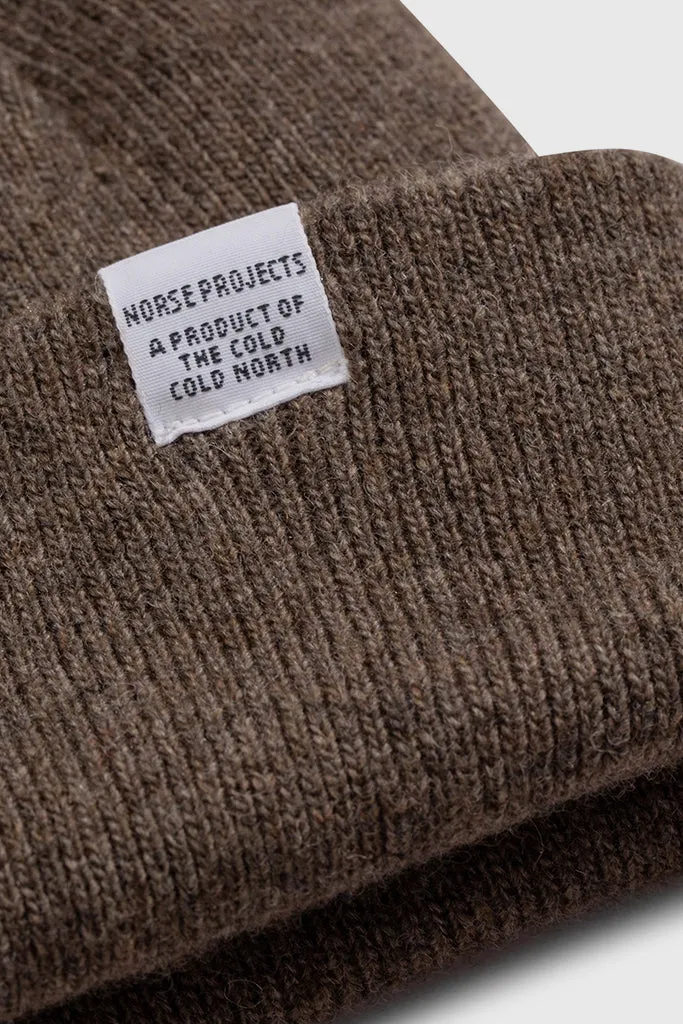 NORSE PROJECTS
A PRODUCT OF
THE COLD
COLD NORTH